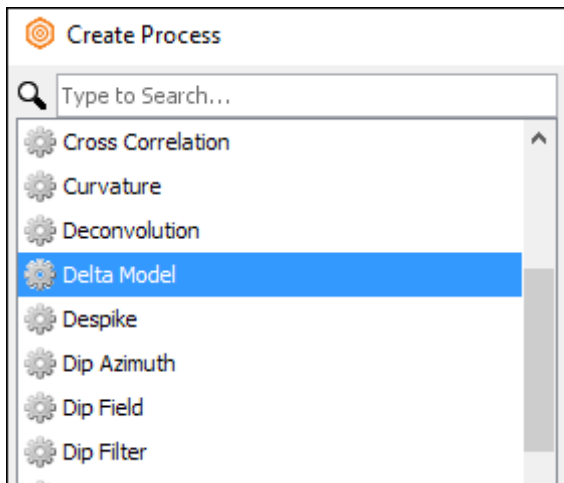 Create Process
Type to Search...
Cross Correlation
Curvature
Deconvolution
Delta Model
Despike
Dip Azimuth
Dip Field
Dip Filter